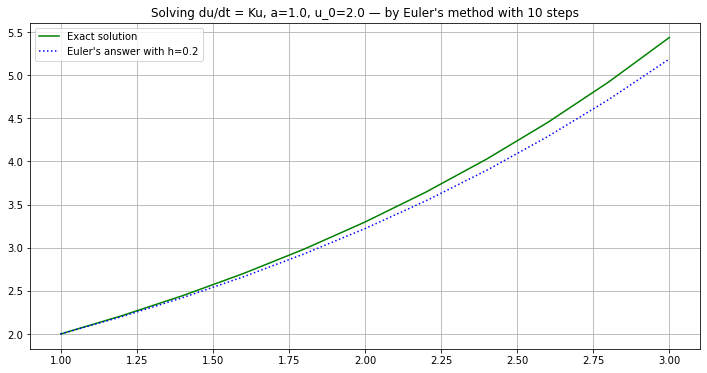 Solving du/dt = Ku, a=1.0, u_0=2.0 — by Euler's method with 10 steps
Exact solution
Euler's answer with h=0.2
5.5
5.0
4.5
4.0
3.5
3.0
2.5
2.0
1.00 1.25 1.50 1.75 2.00 2.25 2.50 2.75 3.00